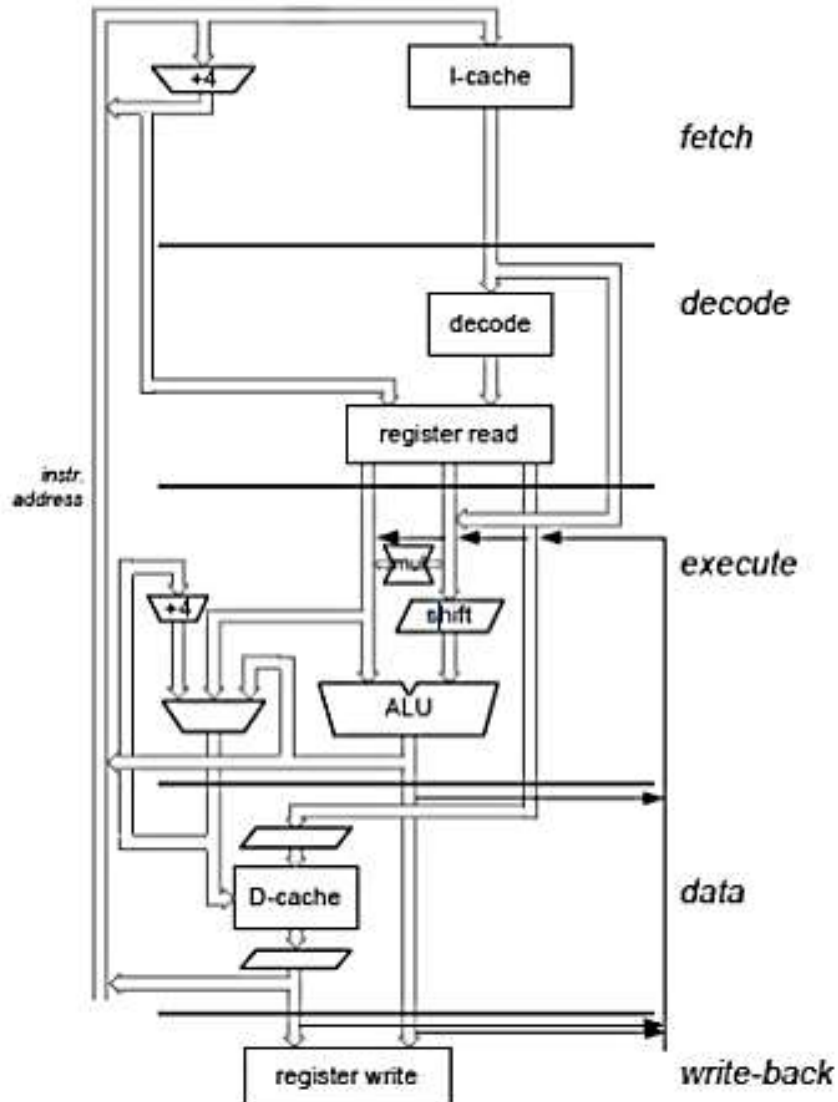 +4
I-cache
fetch
decode
decode
register read
instr.
address
execute
mul
+4
shift
ALU
D-cache
data
register write
write-back